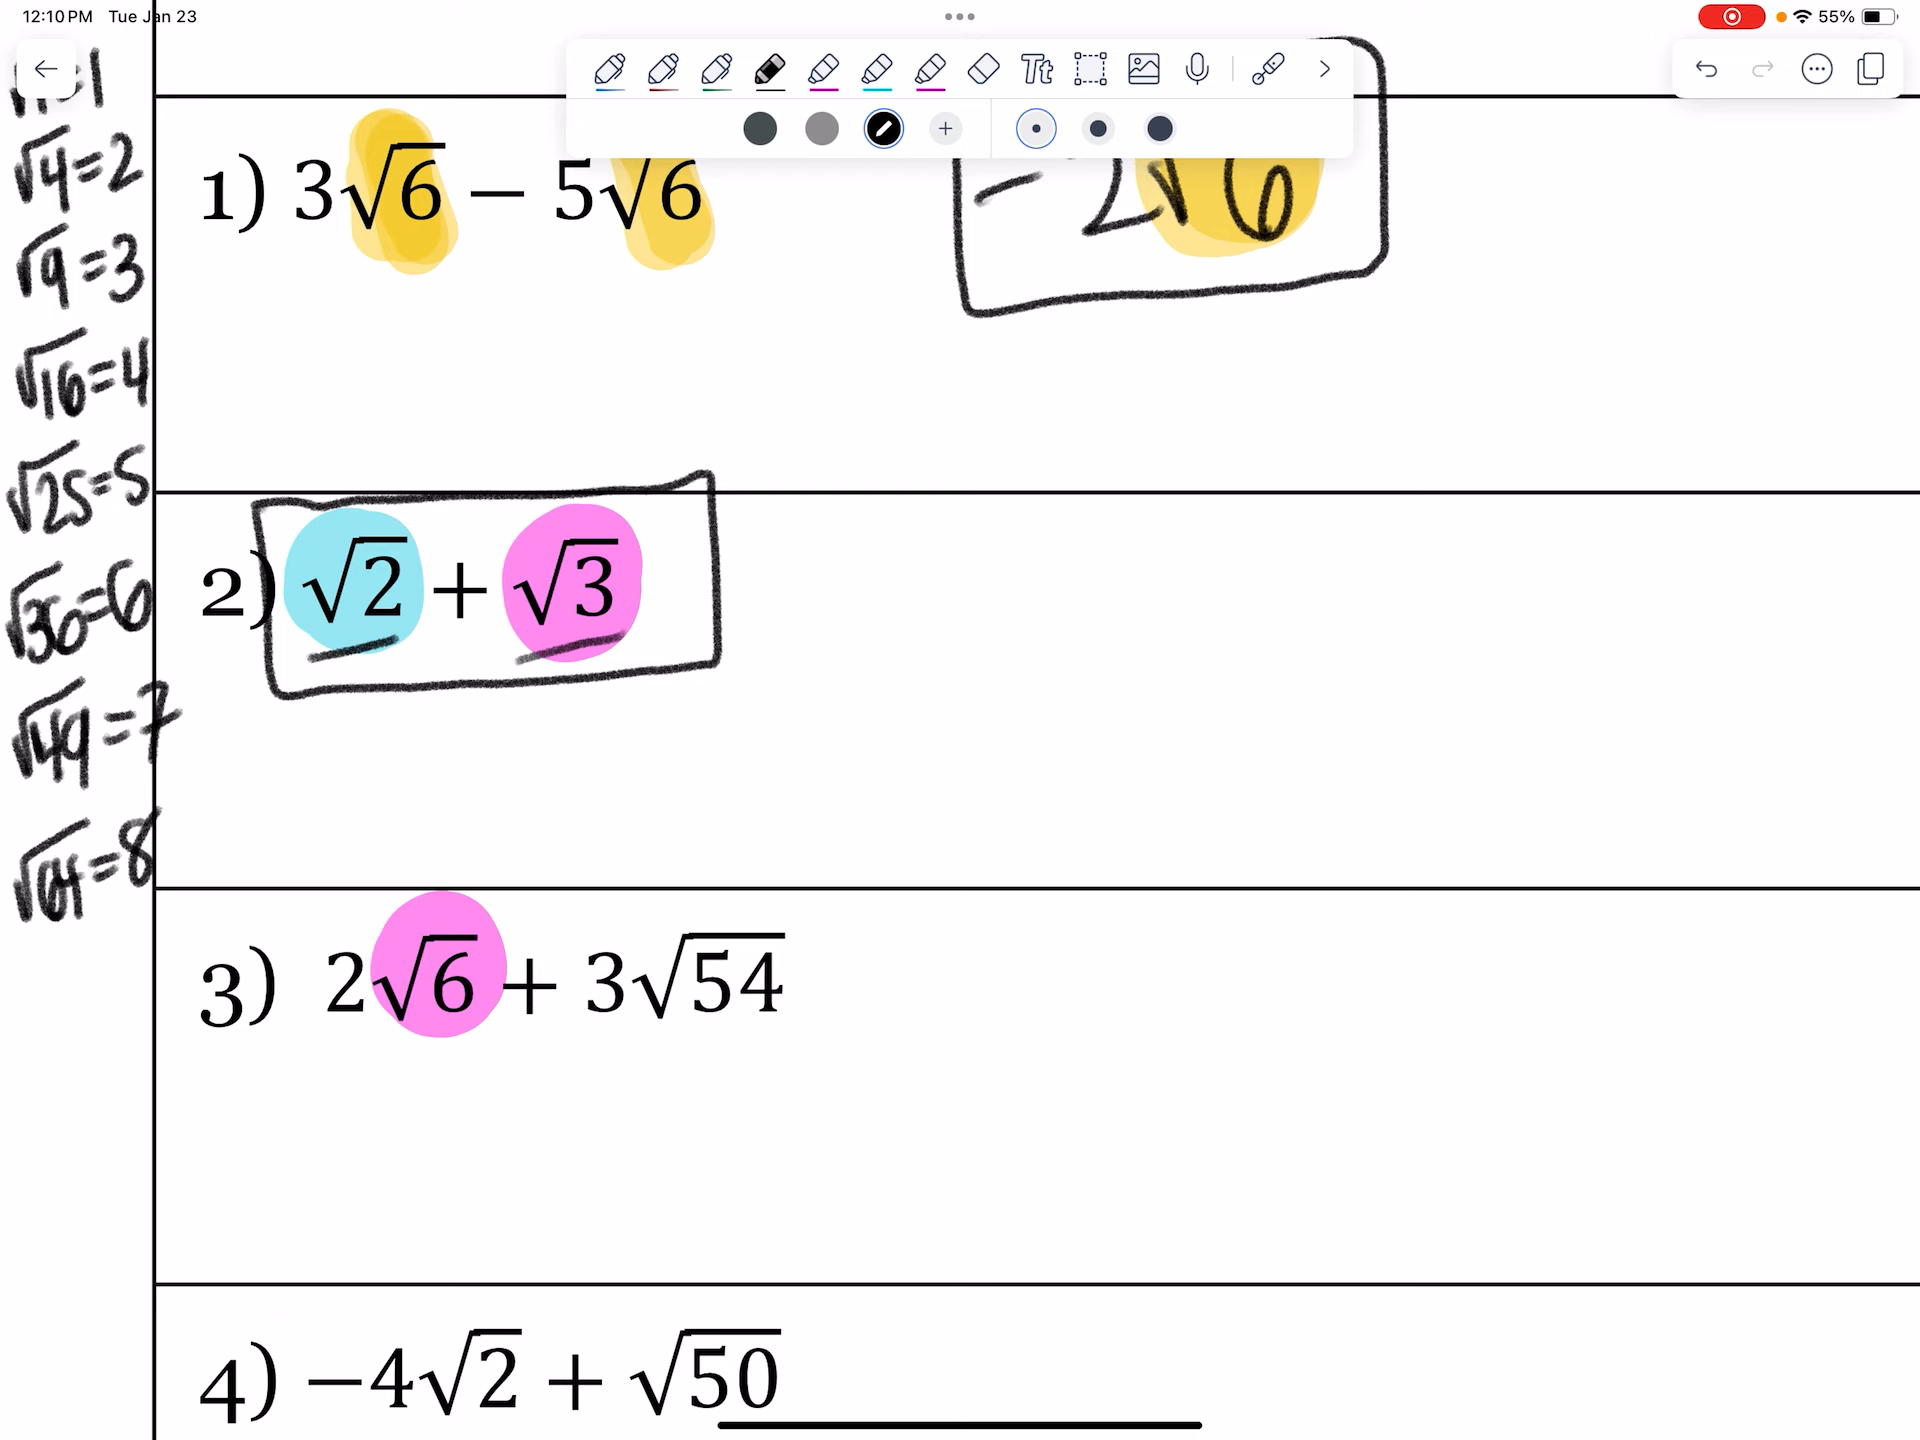 12:10 PM Tue Jan 23
55%
Tt
=1
√4=2
√9=3
√16=4
√25=5
√36=6
√49=7
√64=8
1) 3√6 − 5√6
−2√6
2) √2 + √3
3) 2√6 + 3√54
4) −4√2 + √50